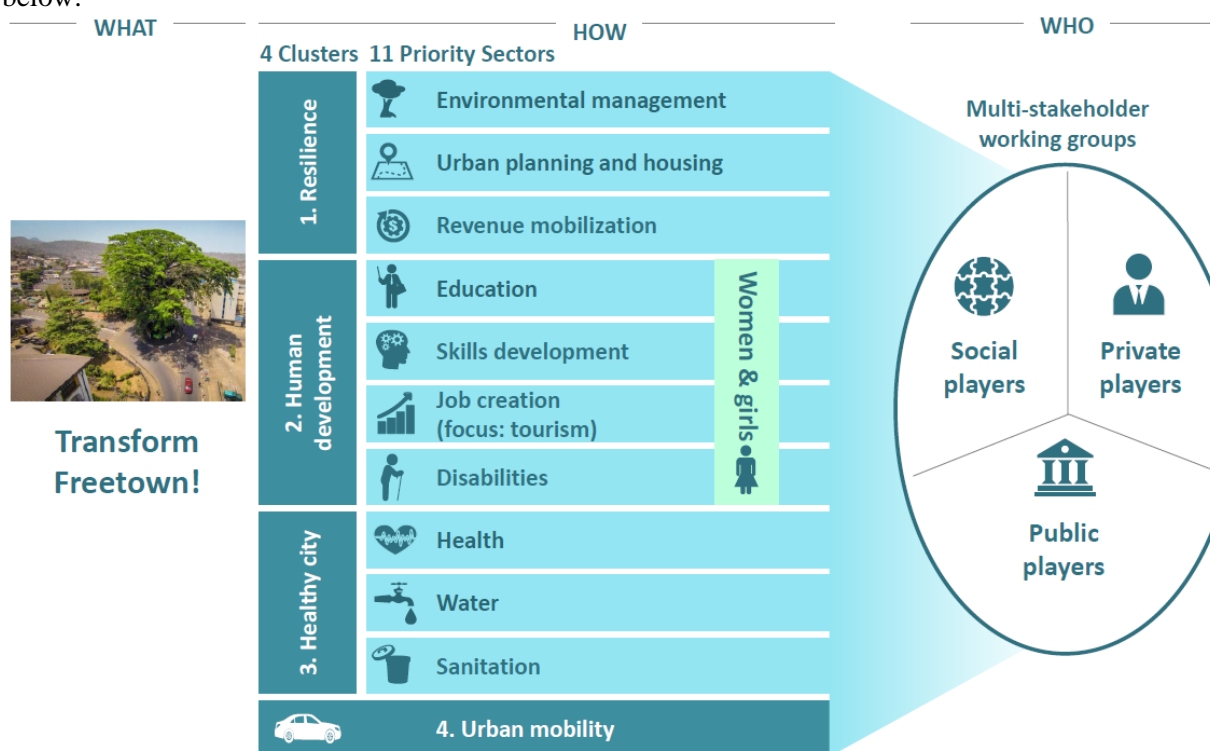 below:
WHAT
HOW
WHO
4 Clusters 11 Priority Sectors
1. Resilience
Environmental management
Urban planning and housing
Revenue mobilization
2. Human
development
Education
Skills development
Job creation
(focus: tourism)
Disabilities
Women & girls
3. Healthy city
Health
Water
Sanitation
4. Urban mobility
Transform
Freetown!
Multi-stakeholder
working groups
Social
players
Private
players
Public
players